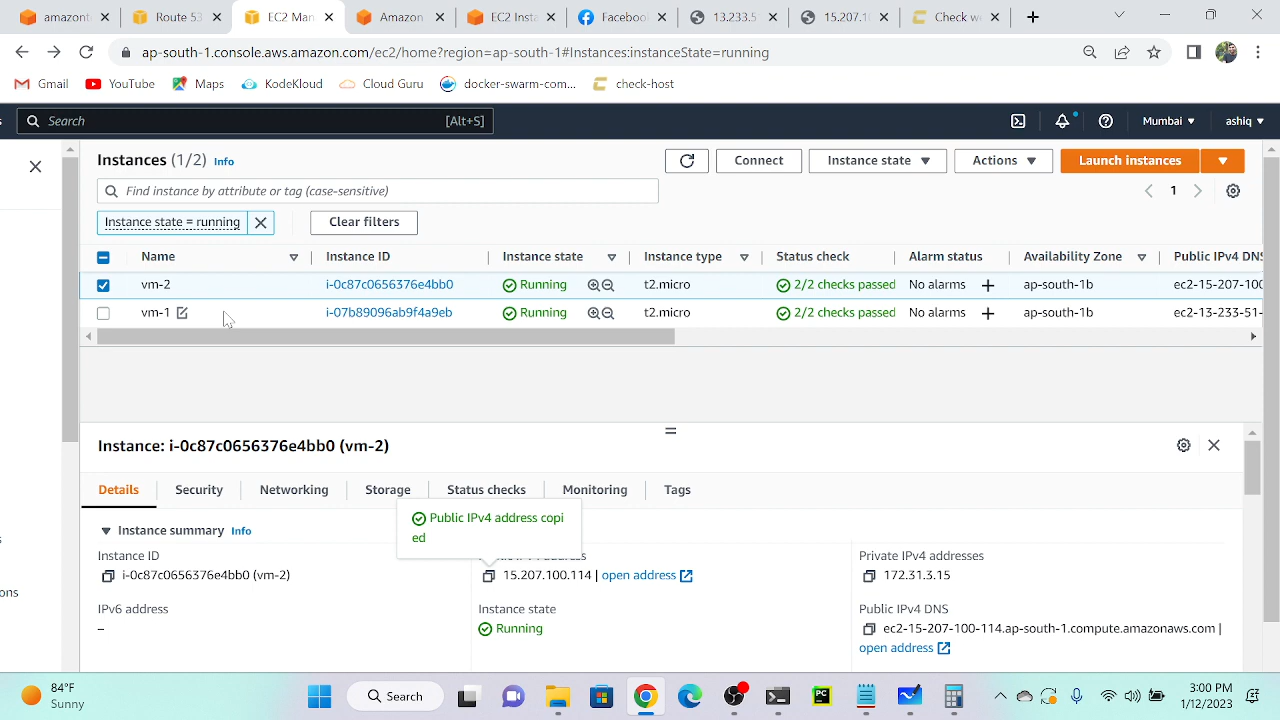 amazont
Route 53
EC2 Man
Amazon
EC2 Insta
Facebook
13.233.5
15.207.1
Check w
ap-south-1.console.aws.amazon.com/ec2/home?region=ap-south-1#Instances:instanceState=running
Gmail
YouTube
Maps
KodeKloud
Cloud Guru
docker-swarm-com...
check-host
Search
[Alt+S]
Mumbai
ashiq
Instances (1/2) Info
Connect
Instance state
Actions
Launch instances
Find instance by attribute or tag (case-sensitive)
1
Instance state = running
Clear filters
Name
Instance ID
Instance state
Instance type
Status check
Alarm status
Availability Zone
Public IPv4 DN
vm-2
i-0c87c0656376e4bb0
Running
t2.micro
2/2 checks passed
No alarms
ap-south-1b
ec2-15-207-100
vm-1
i-07b89096ab9f4a9eb
Running
t2.micro
2/2 checks passed
No alarms
ap-south-1b
ec2-13-233-51-
Instance: i-0c87c0656376e4bb0 (vm-2)
Details
Security
Networking
Storage
Status checks
Monitoring
Tags
Public IPv4 address copi
ed
Instance summary Info
Instance ID
i-0c87c0656376e4bb0 (vm-2)
15.207.100.114 | open address
Private IPv4 addresses
172.31.3.15
IPv6 address
–
Instance state
Running
Public IPv4 DNS
ec2-15-207-100-114.ap-south-1.compute.amazonaws.com |
open address
ons
84°F
Sunny
Search
3:00 PM
1/12/2023